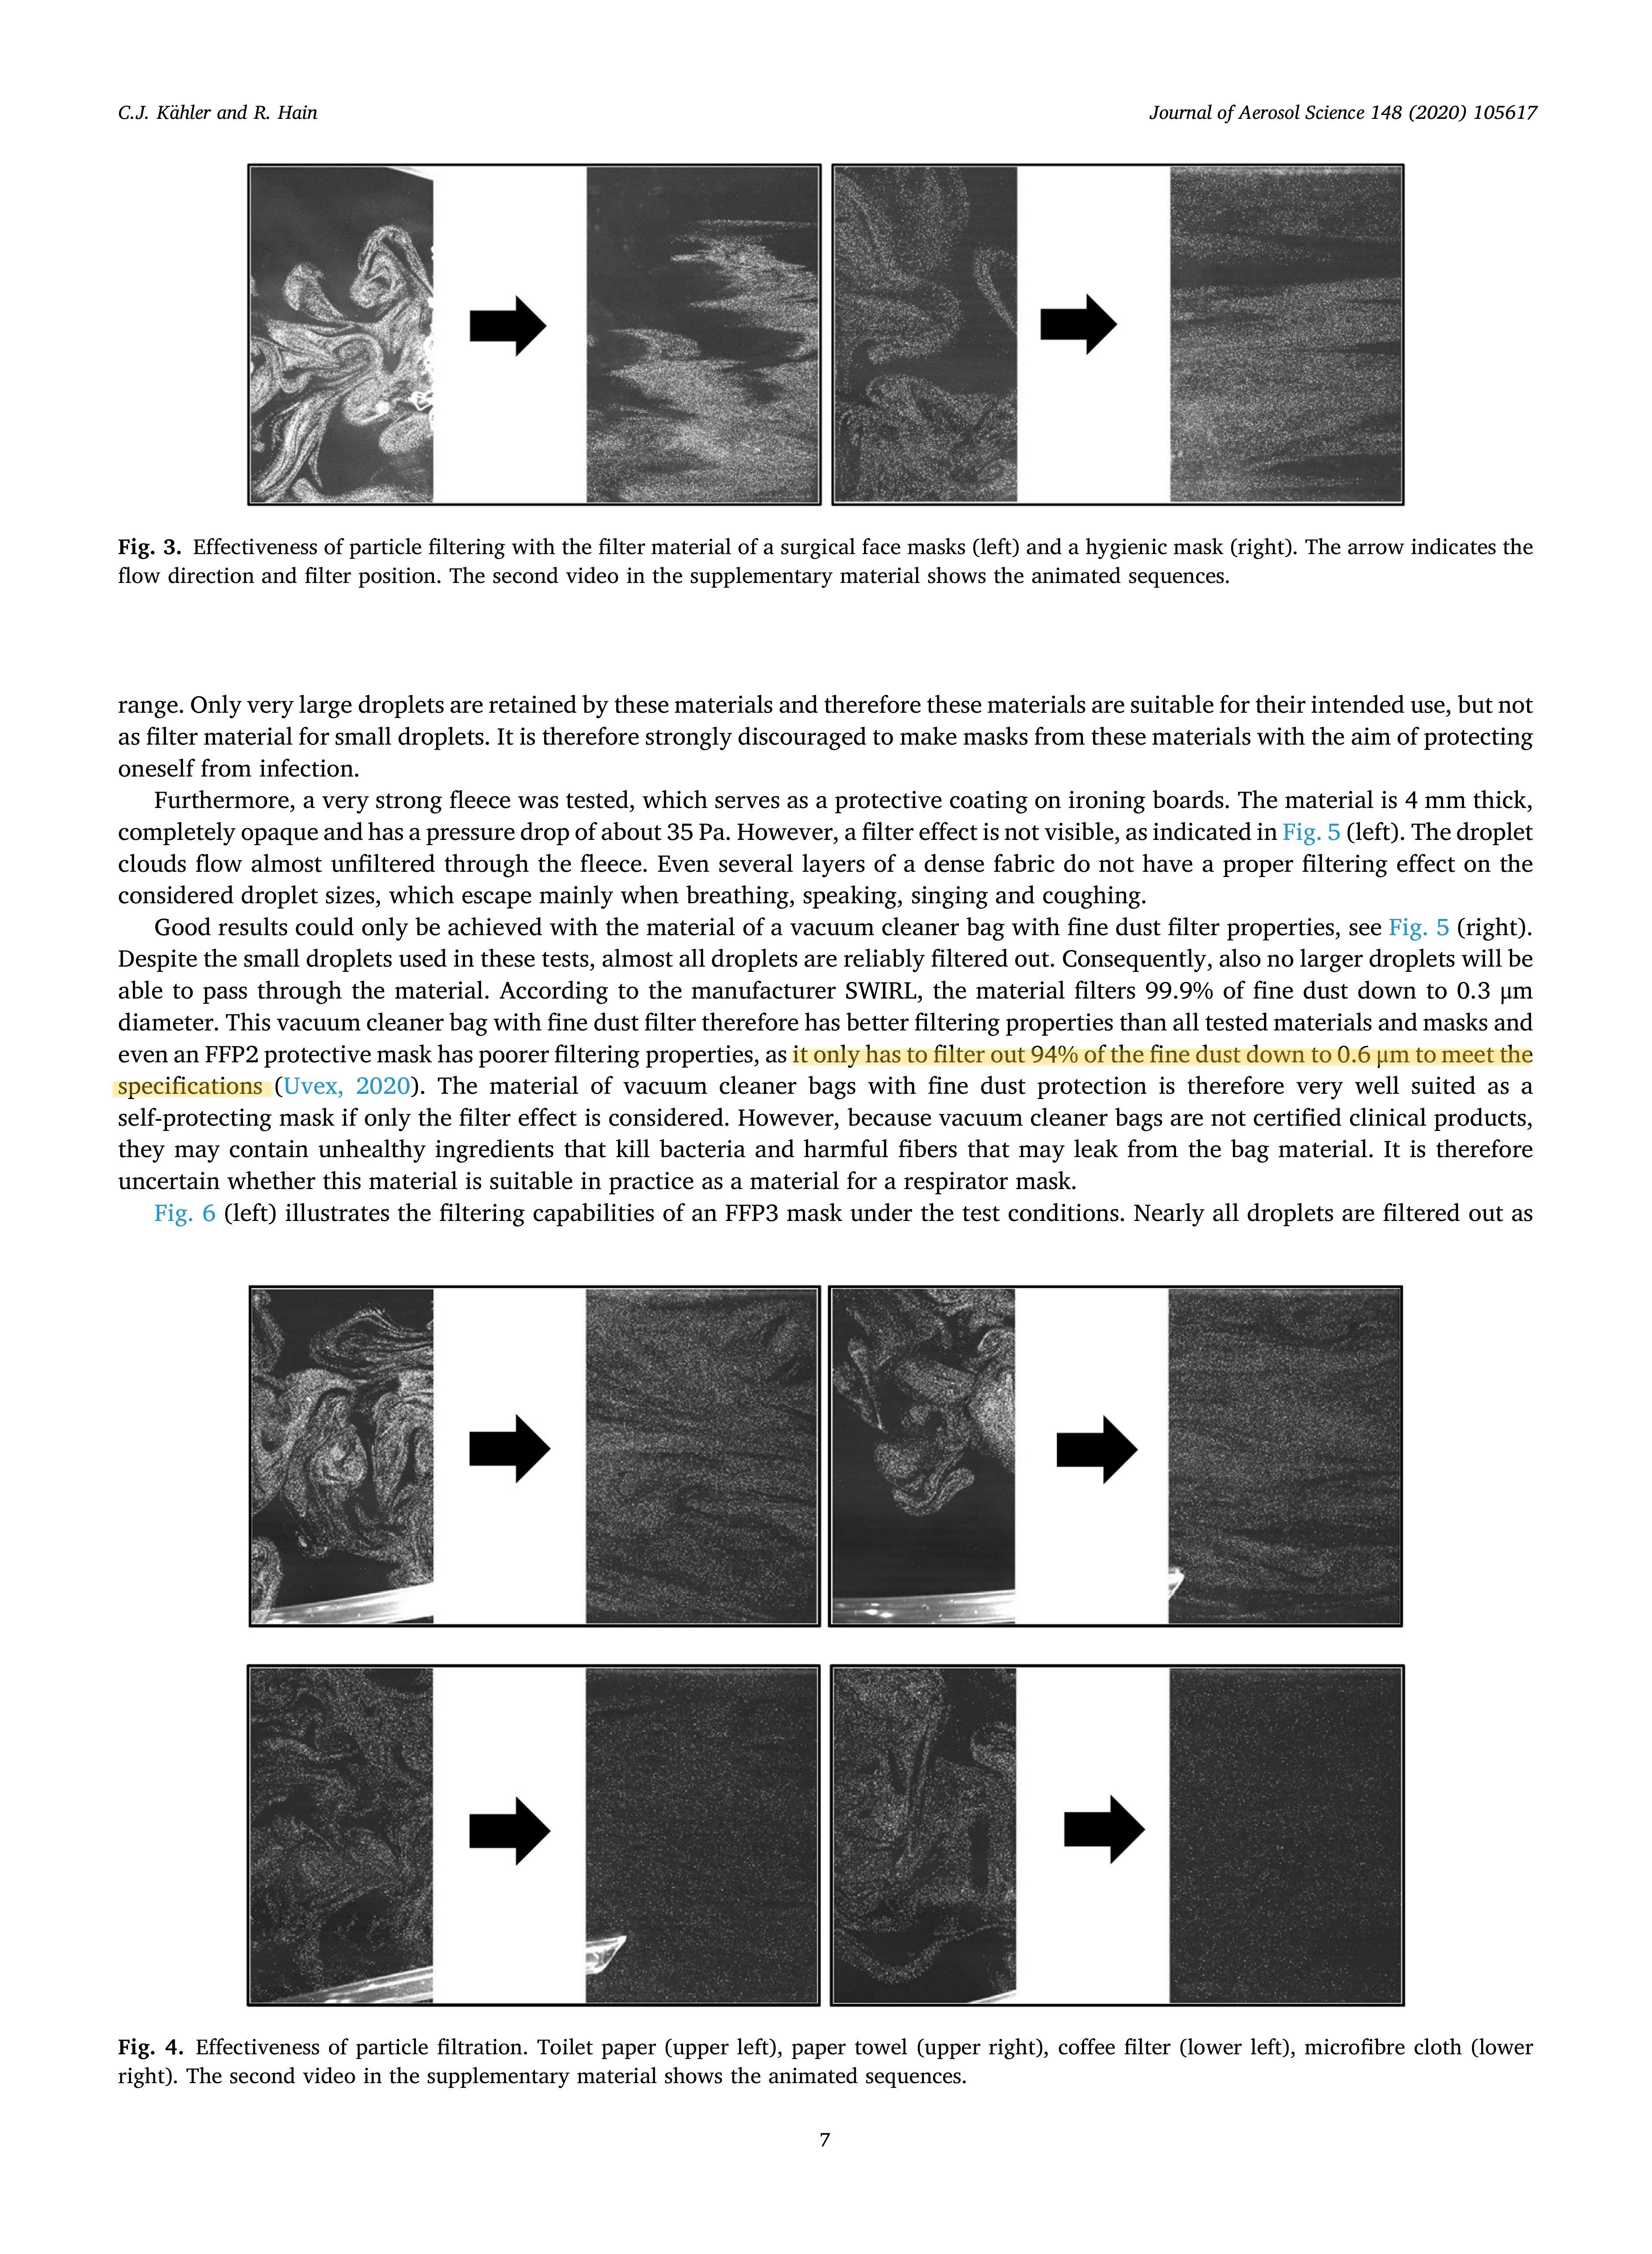 C.J. Kähler and R. Hain
Journal of Aerosol Science 148 (2020) 105617
Fig. 3. Effectiveness of particle filtering with the filter material of a surgical face masks (left) and a hygienic mask (right). The arrow indicates the
flow direction and filter position. The second video in the supplementary material shows the animated sequences.
range. Only very large droplets are retained by these materials and therefore these materials are suitable for their intended use, but not
as filter material for small droplets. It is therefore strongly discouraged to make masks from these materials with the aim of protecting
oneself from infection.
Furthermore, a very strong fleece was tested, which serves as a protective coating on ironing boards. The material is 4 mm thick,
completely opaque and has a pressure drop of about 35 Pa. However, a filter effect is not visible, as indicated in Fig. 5 (left). The droplet
clouds flow almost unfiltered through the fleece. Even several layers of a dense fabric do not have a proper filtering effect on the
considered droplet sizes, which escape mainly when breathing, speaking, singing and coughing.
Good results could only be achieved with the material of a vacuum cleaner bag with fine dust filter properties, see Fig. 5 (right).
Despite the small droplets used in these tests, almost all droplets are reliably filtered out. Consequently, also no larger droplets will be
able to pass through the material. According to the manufacturer SWIRL, the material filters 99.9% of fine dust down to 0.3 μm
diameter. This vacuum cleaner bag with fine dust filter therefore has better filtering properties than all tested materials and masks and
even an FFP2 protective mask has poorer filtering properties, as it only has to filter out 94% of the fine dust down to 0.6 μm to meet the
specifications (Uvex, 2020). The material of vacuum cleaner bags with fine dust protection is therefore very well suited as a
self-protecting mask if only the filter effect is considered. However, because vacuum cleaner bags are not certified clinical products,
they may contain unhealthy ingredients that kill bacteria and harmful fibers that may leak from the bag material. It is therefore
uncertain whether this material is suitable in practice as a material for a respirator mask.
Fig. 6 (left) illustrates the filtering capabilities of an FFP3 mask under the test conditions. Nearly all droplets are filtered out as
Fig. 4. Effectiveness of particle filtration. Toilet paper (upper left), paper towel (upper right), coffee filter (lower left), microfibre cloth (lower
right). The second video in the supplementary material shows the animated sequences.
7